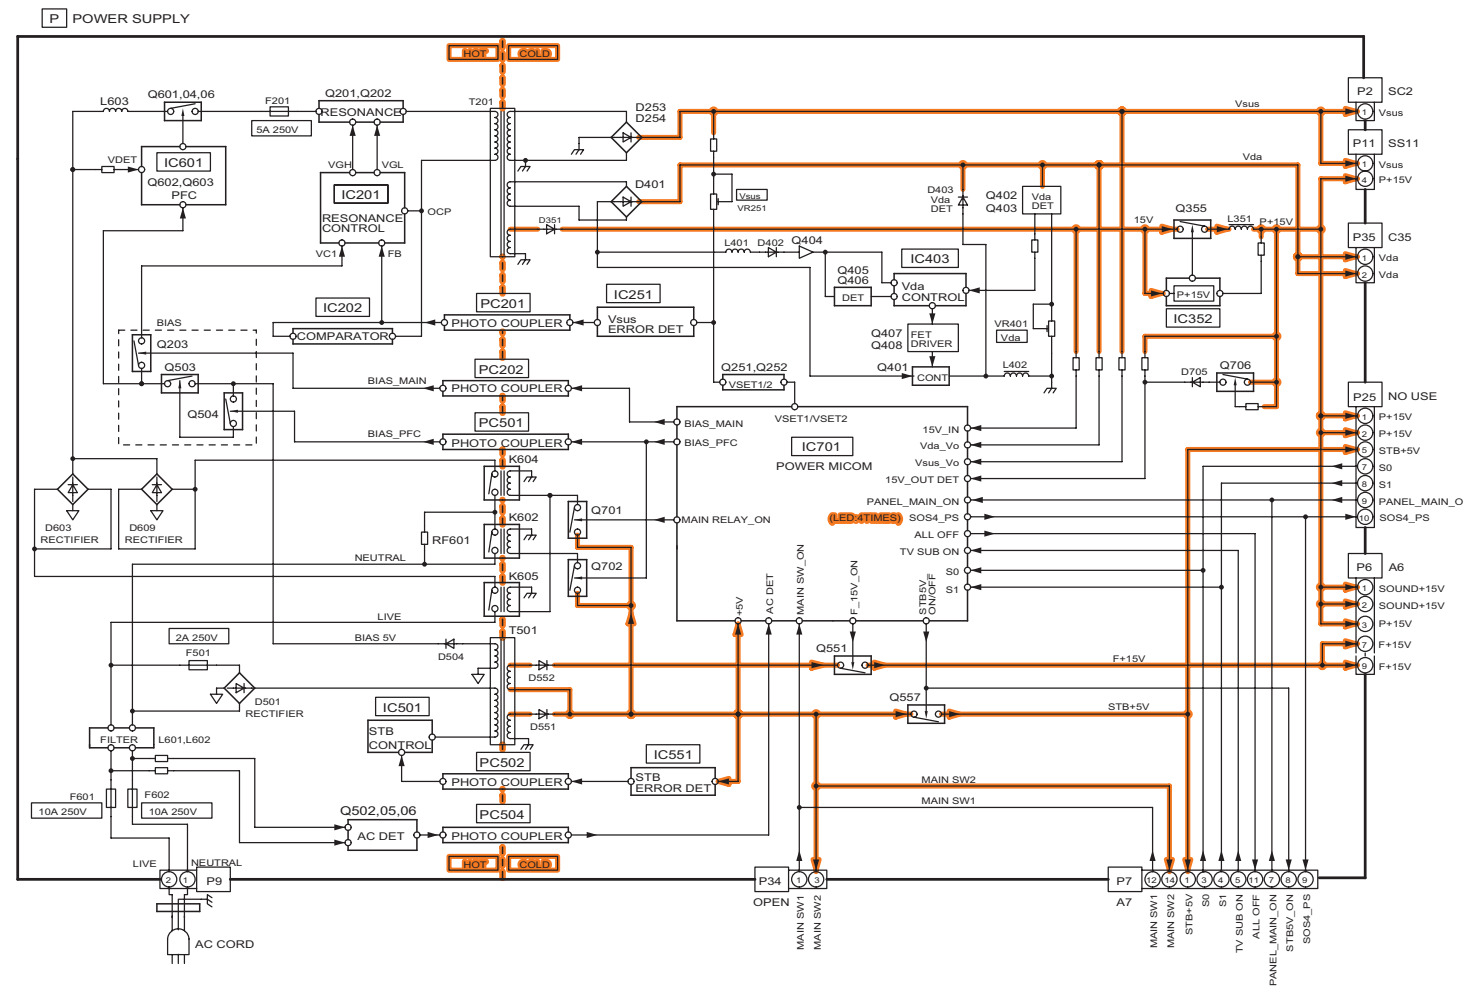 P POWER SUPPLY
HOT COLD
L603
Q601,04,06
F201
5A 250V
Q201,Q202
RESONANCE
T201
D253
D254
Vsus
P2 SC2
1 Vsus
P11 SS11
1 Vsus
4 P+15V
VDET
IC601
Q602,Q603
PFC
VGH VGL
IC201
RESONANCE
CONTROL
OCP
VC1 FB
D401
Vda
Vsus
VR251
D403
Vda
DET
Q402
Q403
Vda
DET
D351
15V
Q355
L351
P+15V
P35 C35
1 Vda
2 Vda
L401
D402
Q404
IC403
Vda
CONTROL
Q405
Q406
DET
P+15V
IC352
IC202
COMPARATOR
PC201
PHOTO COUPLER
IC251
Vsus
ERROR DET
Q407
Q408
FET
DRIVER
VR401
Vda
BIAS
Q203
Q503
Q504
PC202
BIAS_MAIN
PHOTO COUPLER
Q251,Q252
VSET1/2
Q401
CONT
L402
D705
Q706
PC501
BIAS_PFC
PHOTO COUPLER
P25 NO USE
1 P+15V
2 P+15V
5 STB+5V
7 S0
8 S1
9 PANEL_MAIN_O
10 SOS4_PS
VSET1/VSET2
BIAS_MAIN
BIAS_PFC
IC701
POWER MICOM
15V_IN
Vda_Vo
Vsus_Vo
15V_OUT DET
PANEL_MAIN_ON
(LED:4TIMES) SOS4_PS
ALL OFF
TV SUB ON
S0
S1
MAIN RELAY_ON
+5V
AC DET
MAIN SW_ON
F_15V_ON
STB5V
ON/OFF
K604
K602
K605
Q701
Q702
RF601
NEUTRAL
D603
RECTIFIER
D609
RECTIFIER
P6 A6
1 SOUND+15V
2 SOUND+15V
3 P+15V
7 F+15V
9 F+15V
LIVE
2A 250V
F501
BIAS 5V
D504
T501
D552
Q551
F+15V
D501
RECTIFIER
IC501
STB
CONTROL
D551
Q557
STB+5V
FILTER L601,L602
PC502
PHOTO COUPLER
IC551
STB
ERROR DET
MAIN SW2
MAIN SW1
F601
10A 250V
F602
10A 250V
Q502,05,06
AC DET
PC504
PHOTO COUPLER
HOT COLD
LIVE NEUTRAL
2 1 P9
AC CORD
P34 1 3
OPEN
MAIN SW1
MAIN SW2
P7 12 14 1 3 4 5 11 7 8 9
A7
MAIN SW1
MAIN SW2
STB+5V
S0
S1
TV SUB ON
ALL OFF
PANEL_MAIN_ON
STB5V_ON
SOS4_PS